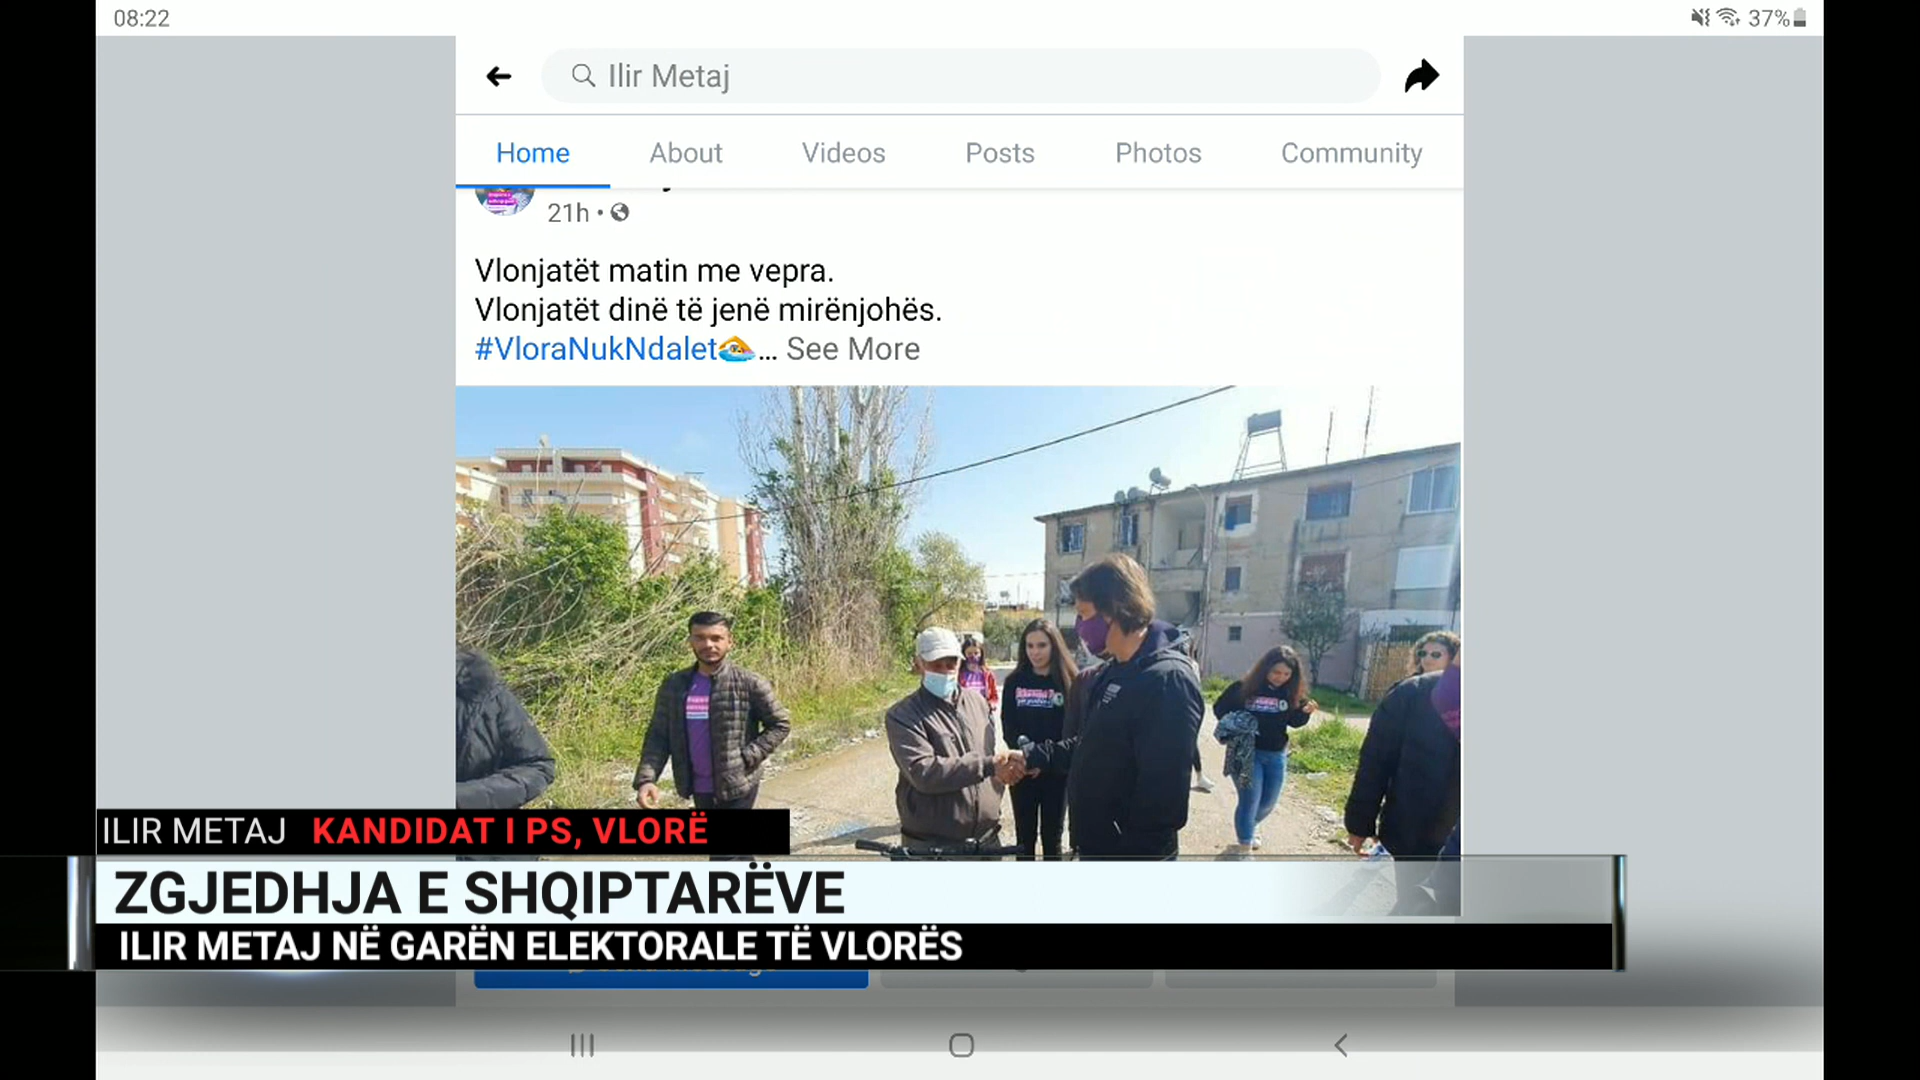 08:22
37%
Ilir Metaj
Home About Videos Posts Photos Community
21h
Vlonjatët matin me vepra.
Vlonjatët dinë të jenë mirënjohës.
#VloraNukNdalet... See More
ILIR METAJ KANDIDAT I PS, VLORË
ZGJEDHJA E SHQIPTARËVE
ILIR METAJ NË GARËN ELEKTORALE TË VLORËS